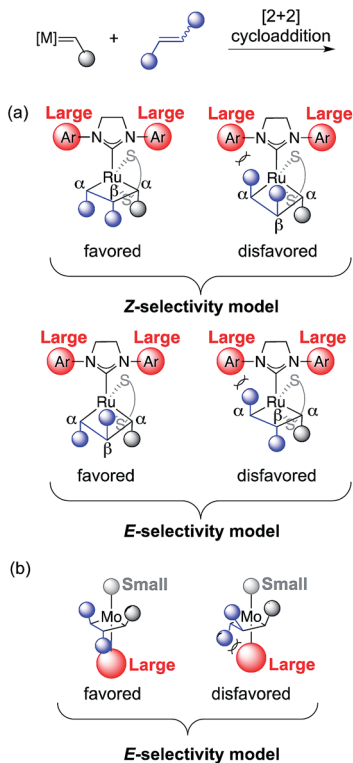 [M] + [2+2]
cycloaddition
(a)
Large Large Large Large
Ar N N Ar Ar N N Ar
S S
Ru Ru
α β α α α
S S
β
favored disfavored
Z-selectivity model
Large Large Large Large
Ar N N Ar Ar N N Ar
S S
Ru Ru
α α α β α
S S
β
favored disfavored
E-selectivity model
(b)
Small Small
Mo Mo
Large Large
favored disfavored
E-selectivity model